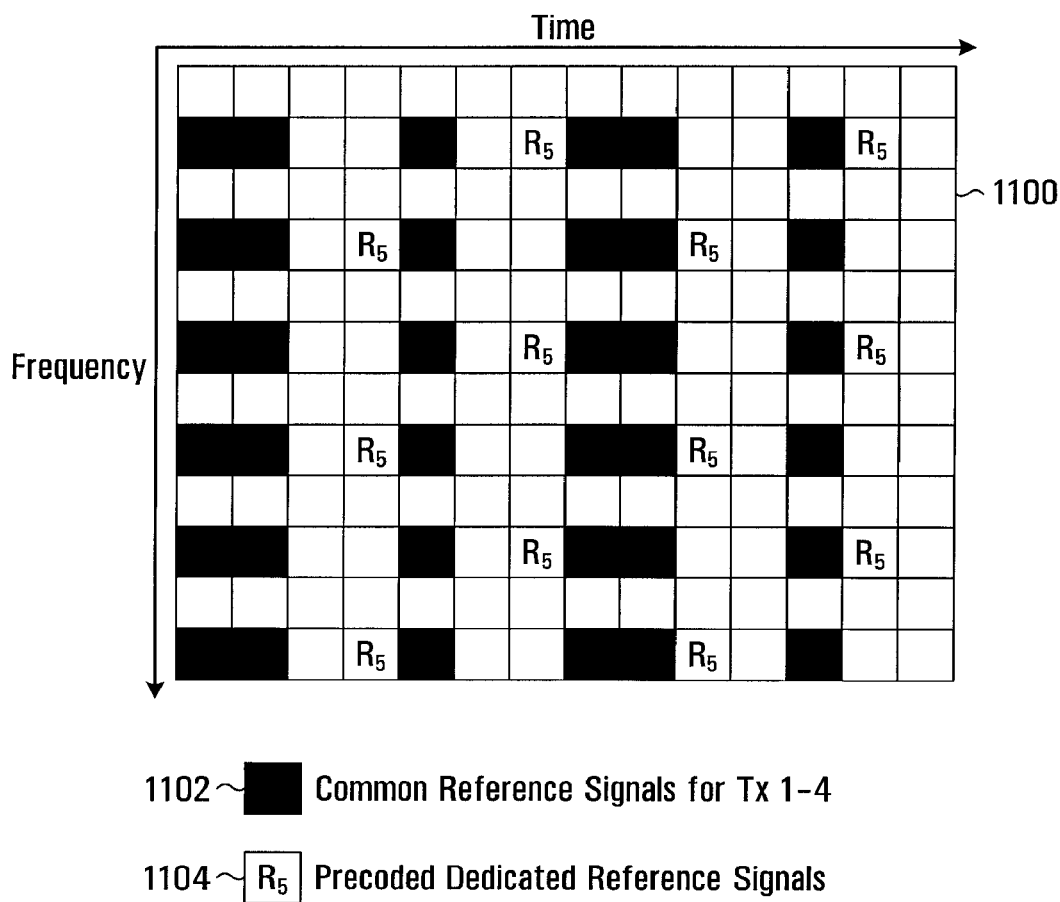 Time
R5 R5
1100
R5 R5
Frequency
R5 R5
R5 R5
R5 R5
R5 R5
1102 Common Reference Signals for Tx 1-4
1104 R5 Precoded Dedicated Reference Signals